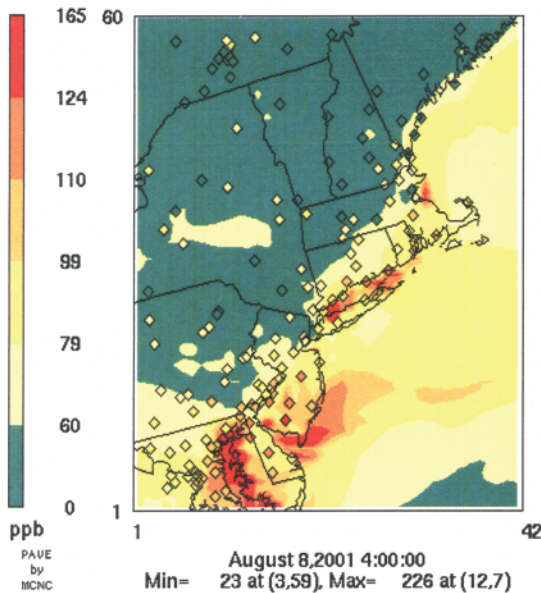 165
124
110
99
79
60
0
ppb
PAVE
by
MCNC
60
1
1
42
August 8,2001 4:00:00
Min= 23 at (3,59), Max= 226 at (12,7)